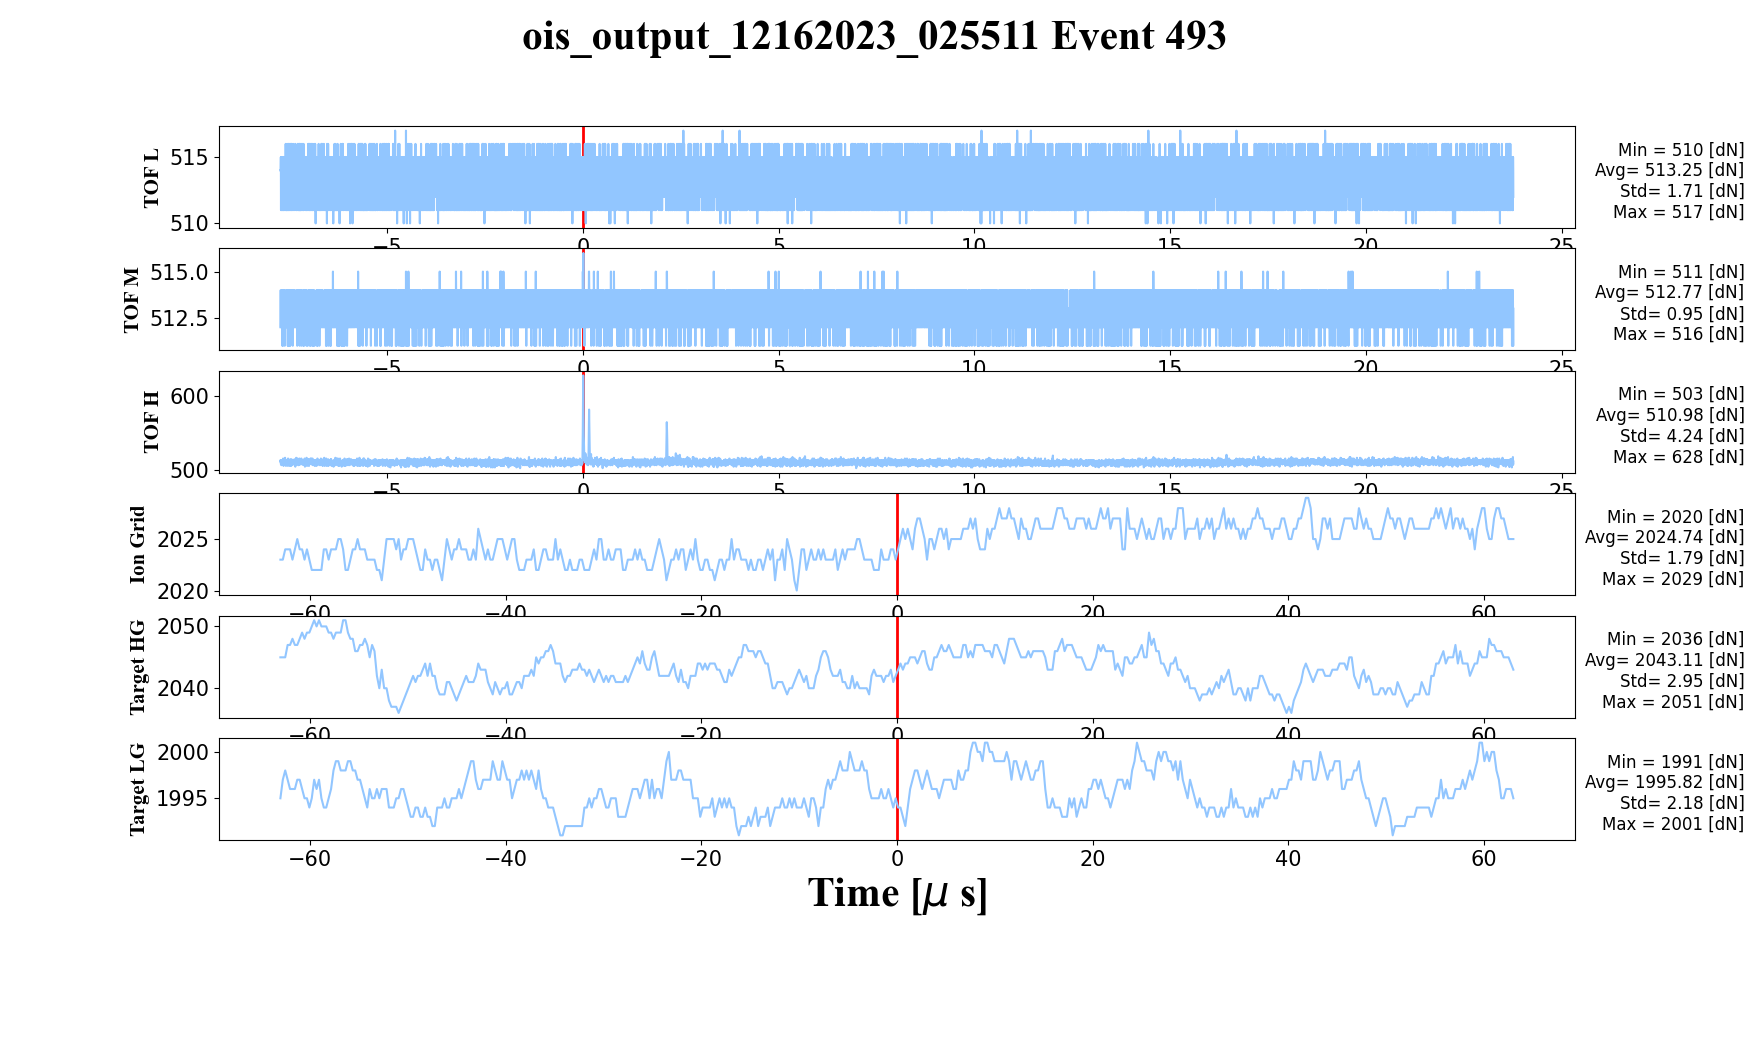 ois_output_12162023_025511 Event 493
TOF L
515
510
−5 0 5 10 15 20 25
Min = 510 [dN]
Avg= 513.25 [dN]
Std= 1.71 [dN]
Max = 517 [dN]
TOF M
515.0
512.5
−5 0 5 10 15 20 25
Min = 511 [dN]
Avg= 512.77 [dN]
Std= 0.95 [dN]
Max = 516 [dN]
TOF H
600
500
−5 0 5 10 15 20 25
Min = 503 [dN]
Avg= 510.98 [dN]
Std= 4.24 [dN]
Max = 628 [dN]
Ion Grid
2025
2020
−60 −40 −20 0 20 40 60
Min = 2020 [dN]
Avg= 2024.74 [dN]
Std= 1.79 [dN]
Max = 2029 [dN]
Target HG
2050
2040
−60 −40 −20 0 20 40 60
Min = 2036 [dN]
Avg= 2043.11 [dN]
Std= 2.95 [dN]
Max = 2051 [dN]
Target LG
2000
1995
−60 −40 −20 0 20 40 60
Min = 1991 [dN]
Avg= 1995.82 [dN]
Std= 2.18 [dN]
Max = 2001 [dN]
Time [μ s]